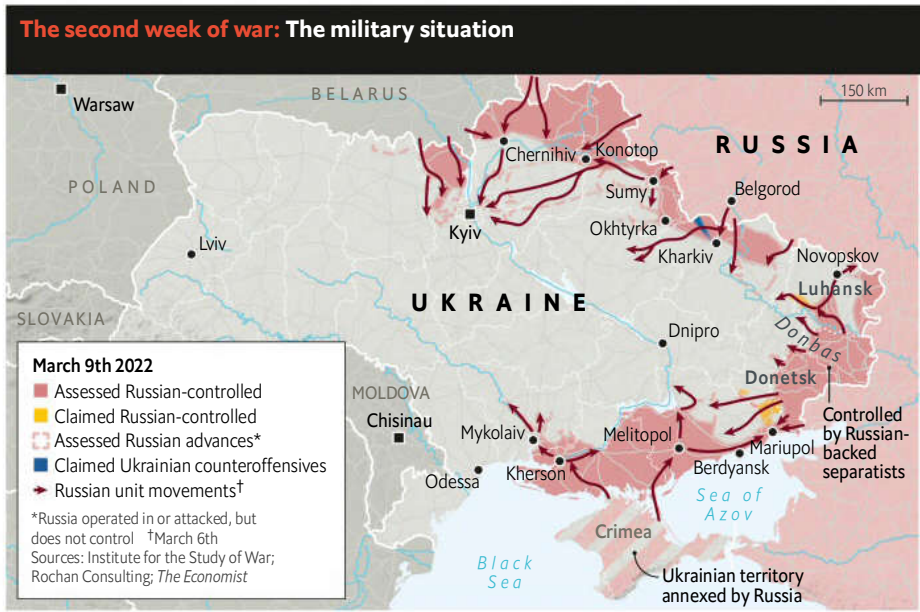 The second week of war: The military situation
150 km
BELARUS
Warsaw
RUSSIA
POLAND
Chernihiv
Konotop
Sumy
Belgorod
Kyiv
Okhtyrka
Lviv
Kharkiv
Novopskov
Luhansk
UKRAINE
SLOVAKIA
Dnipro
Donbas
Donetsk
MOLDOVA
Chisinau
Mykolaiv
Melitopol
Mariupol
Controlled
by Russian-
backed
separatists
Odessa
Kherson
Berdyansk
Sea of
Azov
Crimea
Black
Sea
Ukrainian territory
annexed by Russia
March 9th 2022
Assessed Russian-controlled
Claimed Russian-controlled
Assessed Russian advances*
Claimed Ukrainian counteroffensives
Russian unit movements†
*Russia operated in or attacked, but
does not control †March 6th
Sources: Institute for the Study of War;
Rochan Consulting; The Economist